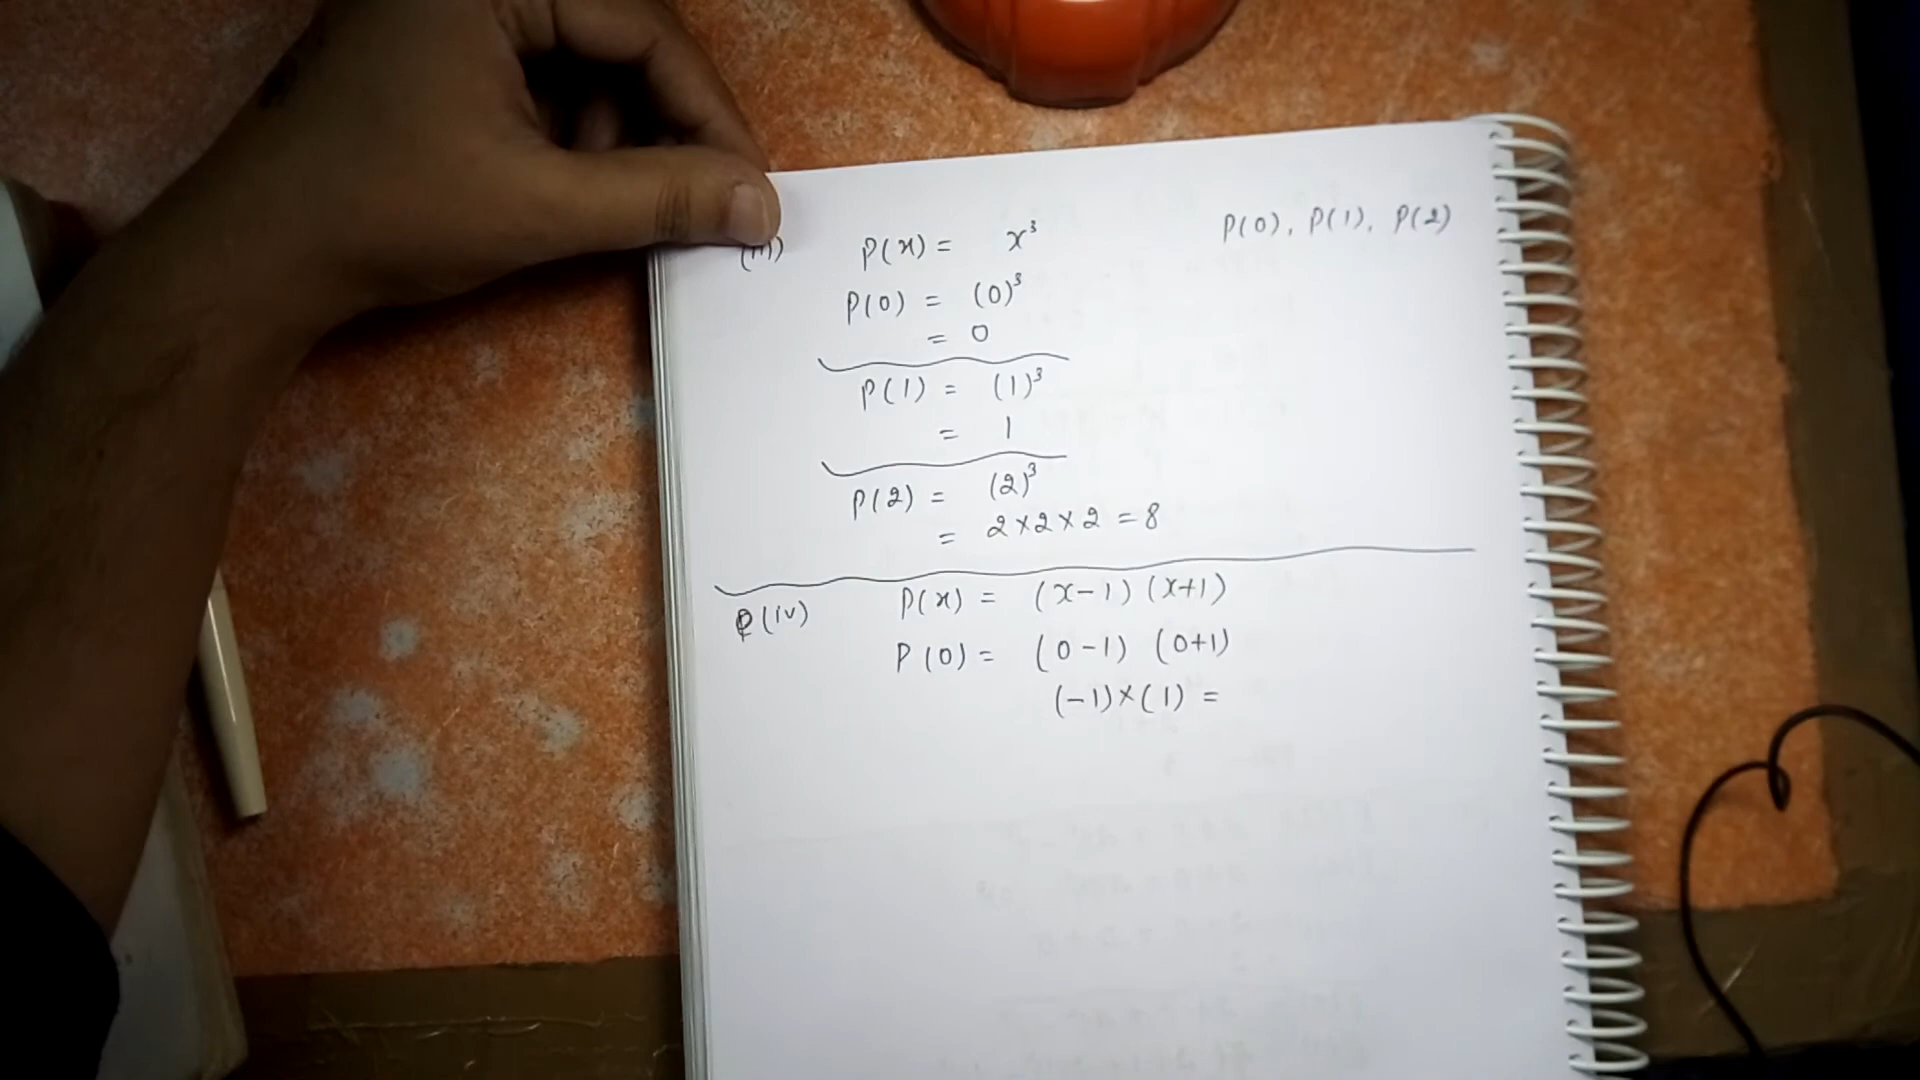 (iii) P(x) = x³ P(0), P(1), P(2)
P(0) = (0)³
= 0
P(1) = (1)³
= 1
P(2) = (2)³
= 2×2×2 = 8
(iv) P(x) = (x-1) (x+1)
P(0) = (0-1) (0+1)
(-1)×(1) =